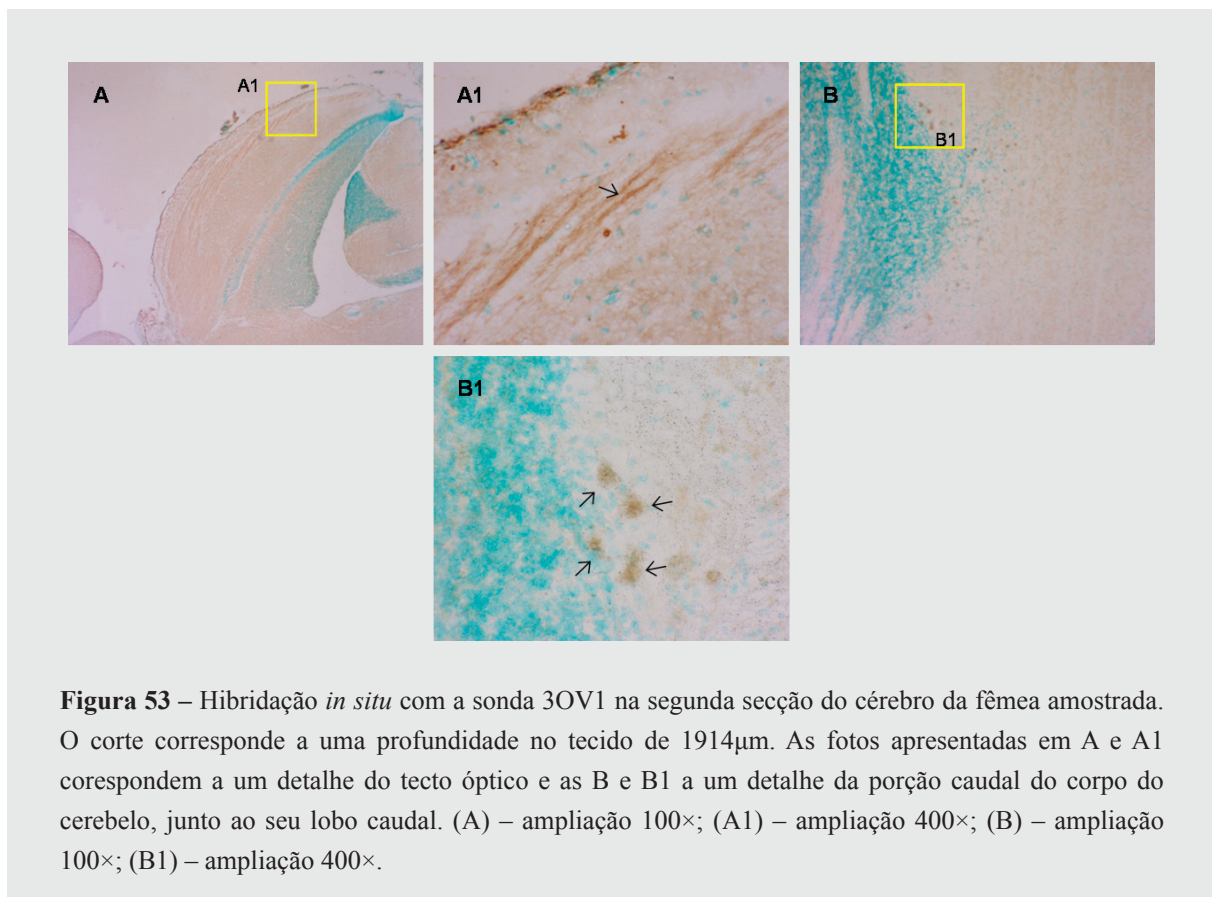 A
A1
A1
B
B1
B1
Figura 53 – Hibridação in situ com a sonda 3OV1 na segunda secção do cérebro da fêmea amostrada.
O corte corresponde a uma profundidade no tecido de 1914µm. As fotos apresentadas em A e A1
corespondem a um detalhe do tecto óptico e as B e B1 a um detalhe da porção caudal do corpo do
cerebelo, junto ao seu lobo caudal. (A) – ampliação 100×; (A1) – ampliação 400×; (B) – ampliação
100×; (B1) – ampliação 400×.